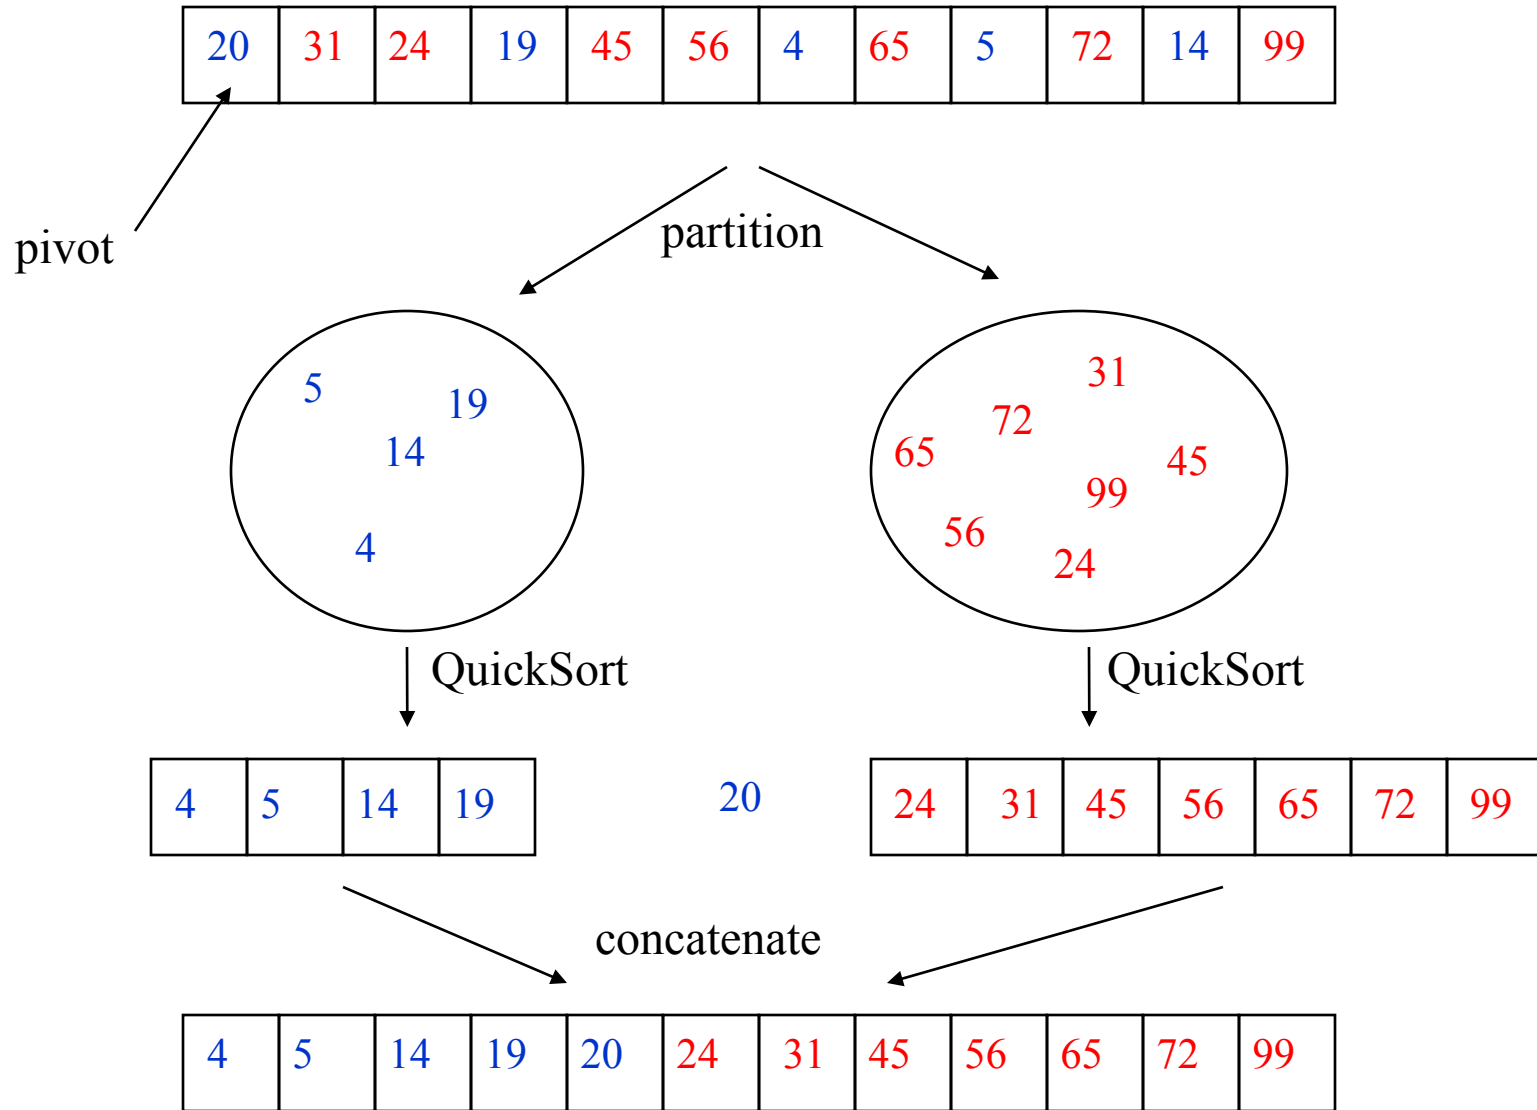 20 31 24 19 45 56 4 65 5 72 14 99
pivot
partition
5
19
14
4
31
72
65
45
99
56
24
QuickSort
QuickSort
4 5 14 19
20
24 31 45 56 65 72 99
concatenate
4 5 14 19 20 24 31 45 56 65 72 99